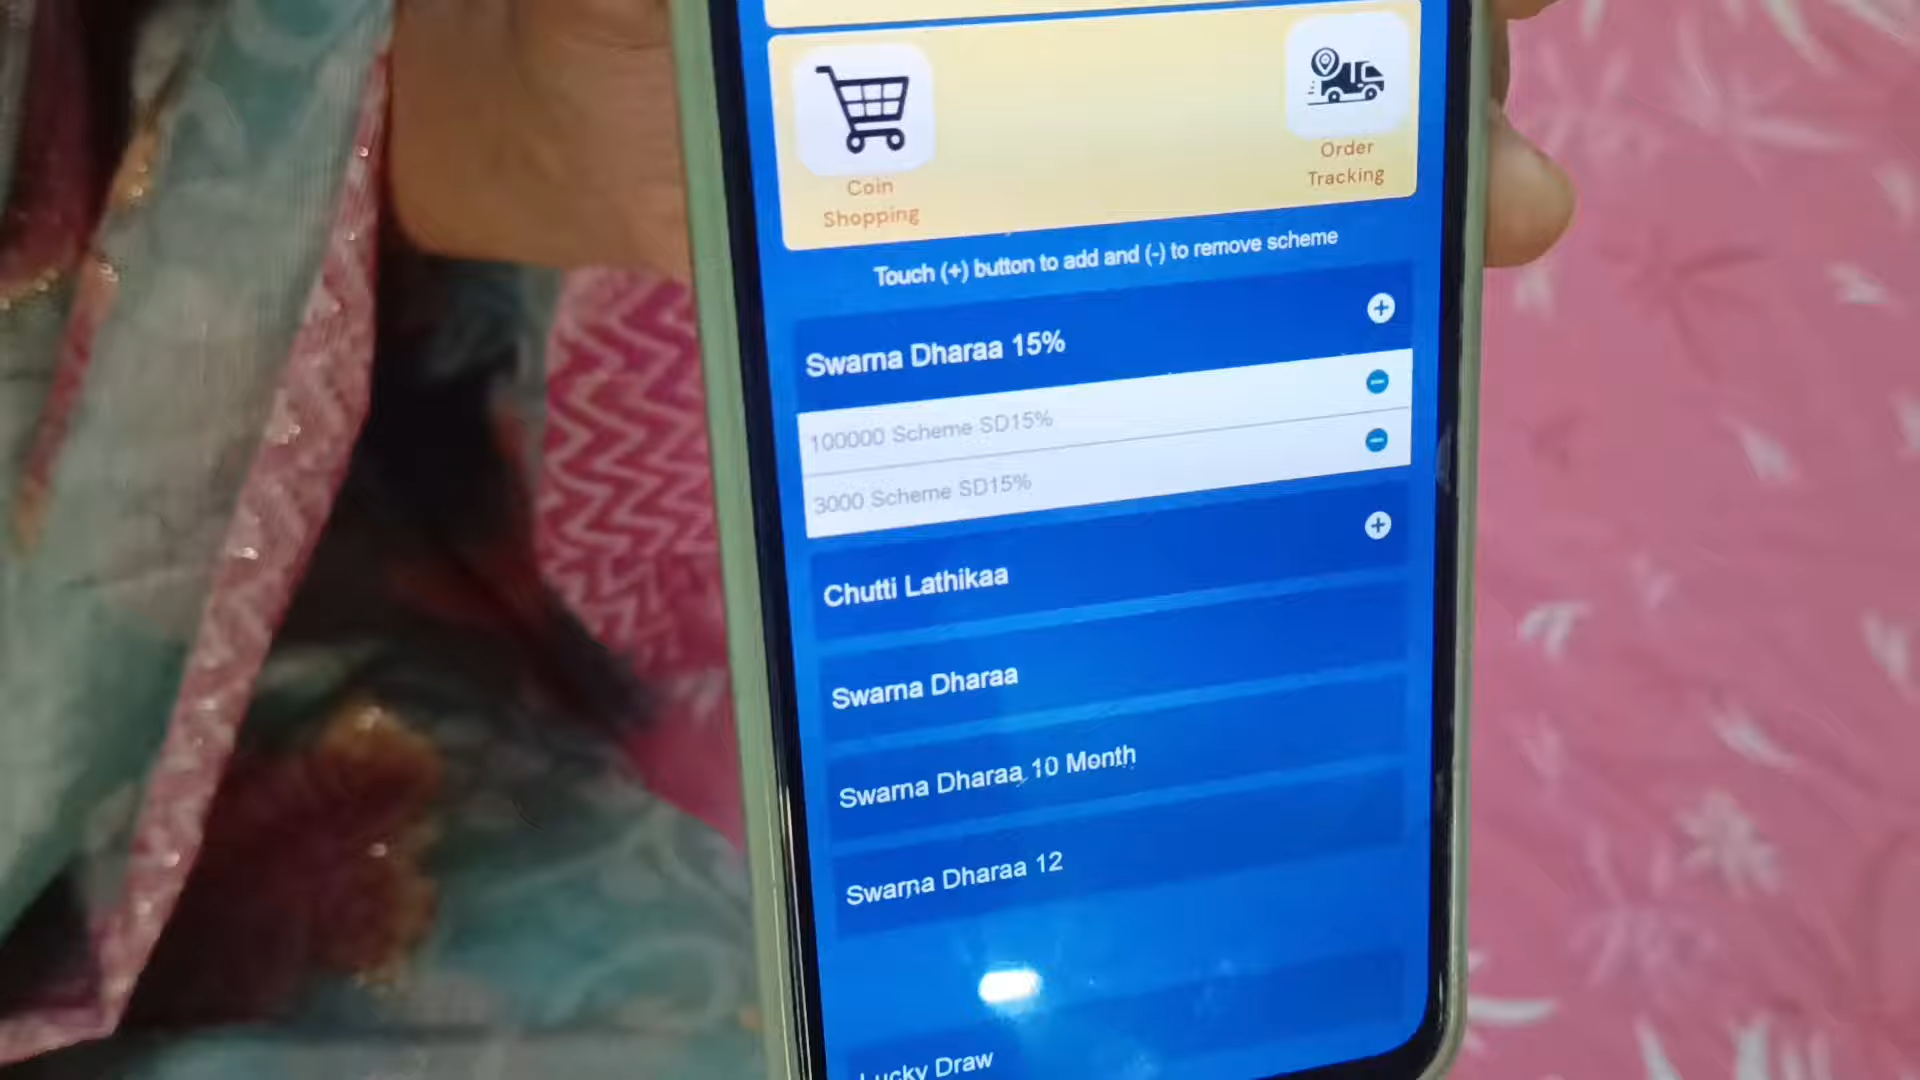 Coin
Shopping
Order
Tracking
Touch (+) button to add and (-) to remove scheme
Swarna Dharaa 15%
100000 Scheme SD15%
3000 Scheme SD15%
Chutti Lathikaa
Swarna Dharaa
Swarna Dharaa 10 Month
Swarna Dharaa 12
Lucky Draw